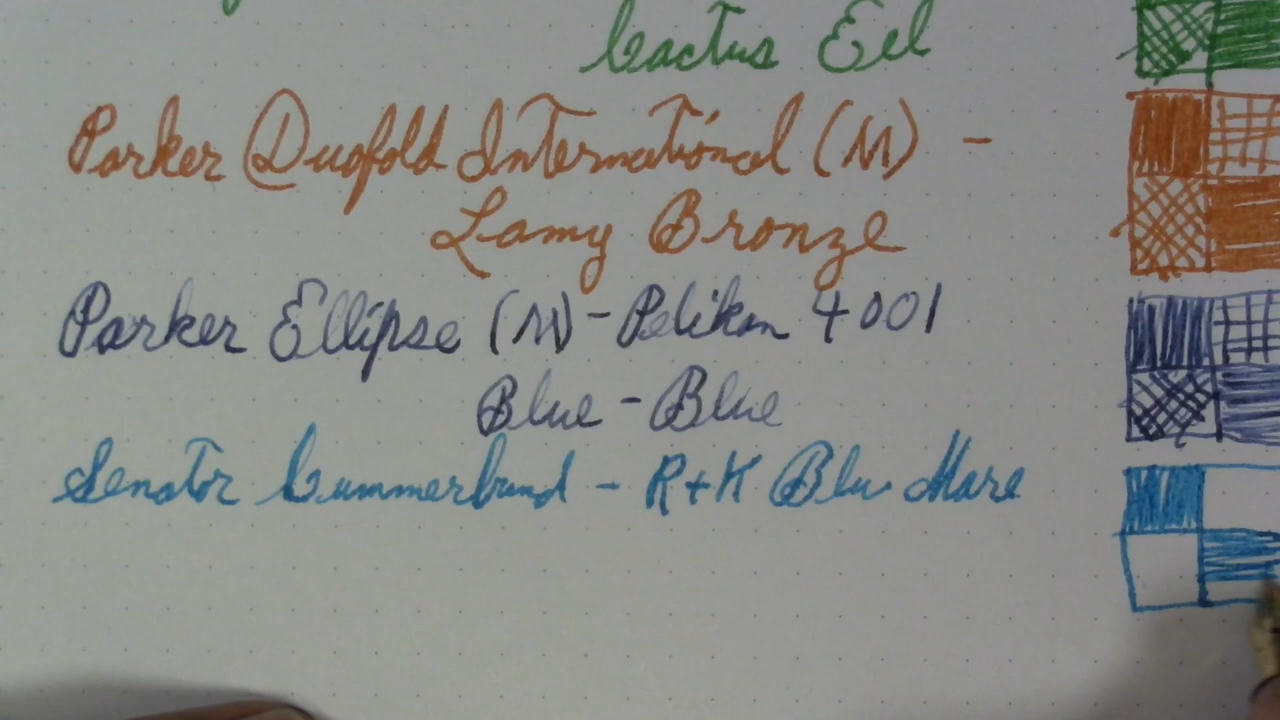 Cactus Eel
Parker Duofold International (M) -
Lamy Bronze
Parker Ellipse (M) - Pelikan 4001
Blue - Blue
Senator Cummerbund - R+K Blu Mare